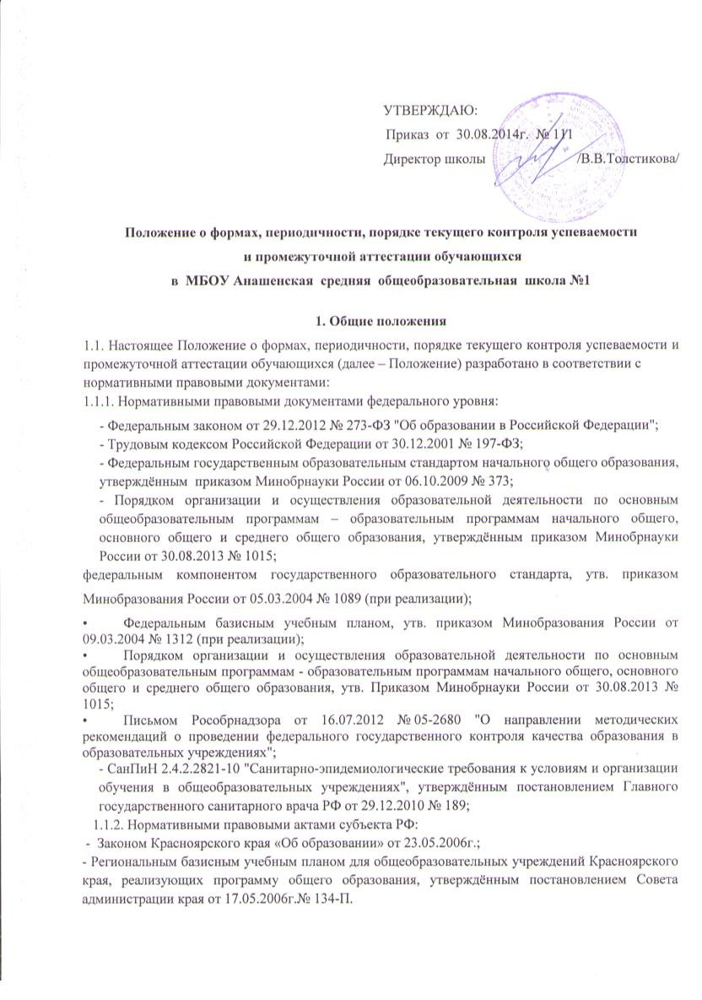 УТВЕРЖДАЮ:
Приказ от 30.08.2014г. № 111
Директор школы /В.В.Толстикова/
Положение о формах, периодичности, порядке текущего контроля успеваемости
и промежуточной аттестации обучающихся
в МБОУ Анашенская средняя общеобразовательная школа №1
1. Общие положения
1.1. Настоящее Положение о формах, периодичности, порядке текущего контроля успеваемости и
промежуточной аттестации обучающихся (далее – Положение) разработано в соответствии с
нормативными правовыми документами:
1.1.1. Нормативными правовыми документами федерального уровня:
- Федеральным законом от 29.12.2012 № 273-ФЗ "Об образовании в Российской Федерации";
- Трудовым кодексом Российской Федерации от 30.12.2001 № 197-ФЗ;
- Федеральным государственным образовательным стандартом начального общего образования,
утверждённым приказом Минобрнауки России от 06.10.2009 № 373;
- Порядком организации и осуществления образовательной деятельности по основным
общеобразовательным программам – образовательным программам начального общего,
основного общего и среднего общего образования, утверждённым приказом Минобрнауки
России от 30.08.2013 № 1015;
федеральным компонентом государственного образовательного стандарта, утв. приказом
Минобразования России от 05.03.2004 № 1089 (при реализации);
• Федеральным базисным учебным планом, утв. приказом Минобразования России от
09.03.2004 № 1312 (при реализации);
• Порядком организации и осуществления образовательной деятельности по основным
общеобразовательным программам - образовательным программам начального общего, основного
общего и среднего общего образования, утв. Приказом Минобрнауки России от 30.08.2013 №
1015;
• Письмом Рособрнадзора от 16.07.2012 № 05-2680 "О направлении методических
рекомендаций о проведении федерального государственного контроля качества образования в
образовательных учреждениях";
- СанПиН 2.4.2.2821-10 "Санитарно-эпидемиологические требования к условиям и организации
обучения в общеобразовательных учреждениях", утверждённым постановлением Главного
государственного санитарного врача РФ от 29.12.2010 № 189;
1.1.2. Нормативными правовыми актами субъекта РФ:
- Законом Красноярского края «Об образовании» от 23.05.2006г.;
- Региональным базисным учебным планом для общеобразовательных учреждений Красноярского
края, реализующих программу общего образования, утверждённым постановлением Совета
администрации края от 17.05.2006г.№ 134-П.